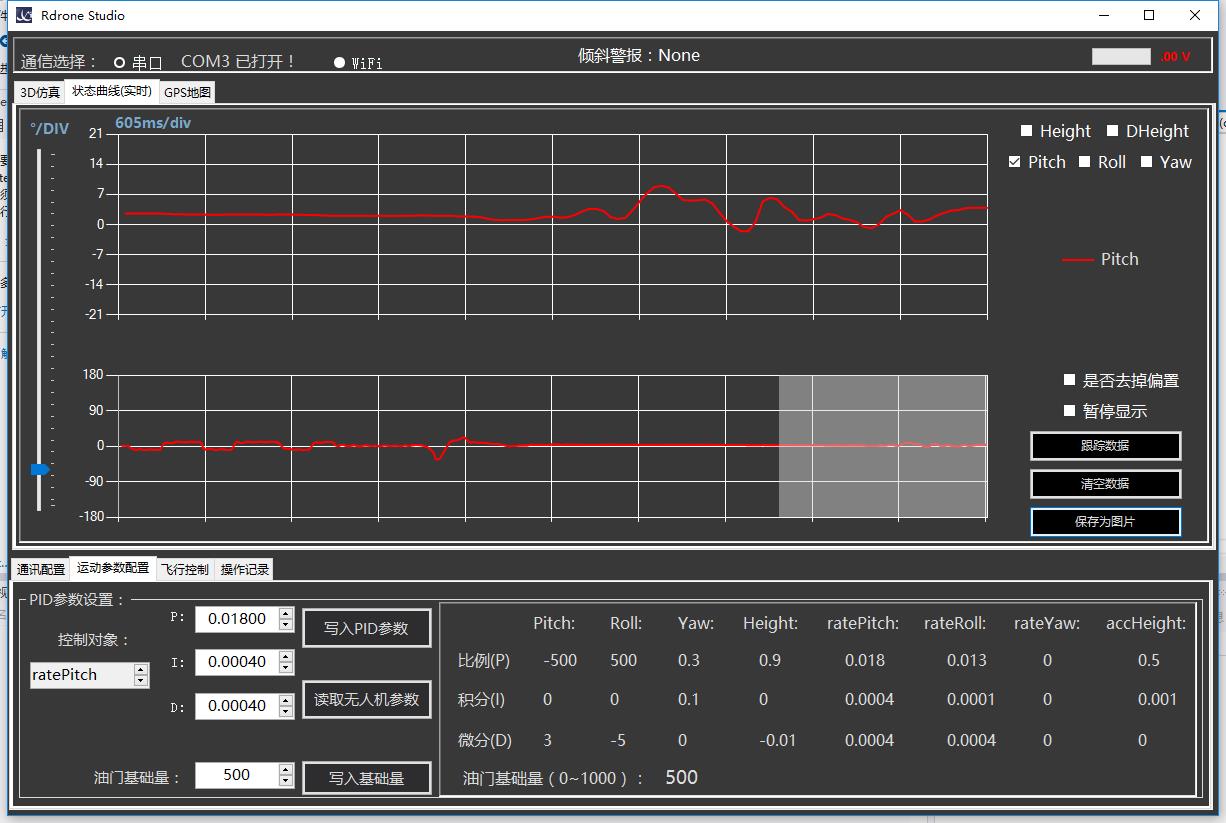 Rdrone Studio
通信选择： 串口 COM3 已打开！ WiFi 倾斜警报：None .00 V
3D仿真 状态曲线(实时) GPS地图
°/DIV 605ms/div
21
14
7
0
-7
-14
-21
Height DHeight
Pitch Roll Yaw
Pitch
180
90
0
-90
-180
是否去掉偏置
暂停显示
跟踪数据
清空数据
保存为图片
通讯配置 运动参数配置 飞行控制 操作记录
PID参数设置：
控制对象：
ratePitch
P: 0.01800 写入PID参数
I: 0.00040
D: 0.00040 读取无人机参数
油门基础量： 500 写入基础量
Pitch: Roll: Yaw: Height: ratePitch: rateRoll: rateYaw: accHeight:
比例(P) -500 500 0.3 0.9 0.018 0.013 0 0.5
积分(I) 0 0 0.1 0 0.0004 0.0001 0 0.001
微分(D) 3 -5 0 -0.01 0.0004 0.0004 0 0
油门基础量（0~1000）： 500